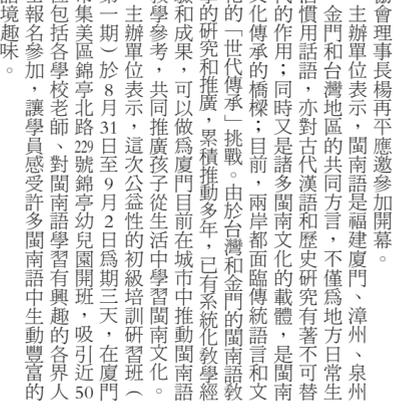 協會理事長楊再平應邀參加開幕。
主辦單位表示，閩南語是福建廈門、漳州、泉州
金門和台灣地區的共同方言，不僅爲地方日常生
慣用話語，亦對古代漢語和歷史研究有著不可替
代的作用；同時又是諸多閩南文化的載體，是閩南
文化傳承的橋樑；目前，兩岸都面臨傳統語言和文
化的「世代傳承」挑戰。由於台灣和金門的閩南語教
學的研究和推廣，累積推動多年，已有系統化教學經
驗和成果，可以做爲廈門目前在城市中推動閩南語
教學參考，共同推廣孩子從生活中學習閩南文化。
主辦單位表示，這次公益性的初級培訓研習班（
第一期）於8月31日至9月2日爲期三天，在廈門
市集美區錦亭北路229號錦亭幼兒園開班，吸引近50
位包括各學校老師、對閩南語學習有興趣的各界人
士報名參加，讓學員感受許多閩南語中生動豐富的
語境趣味。